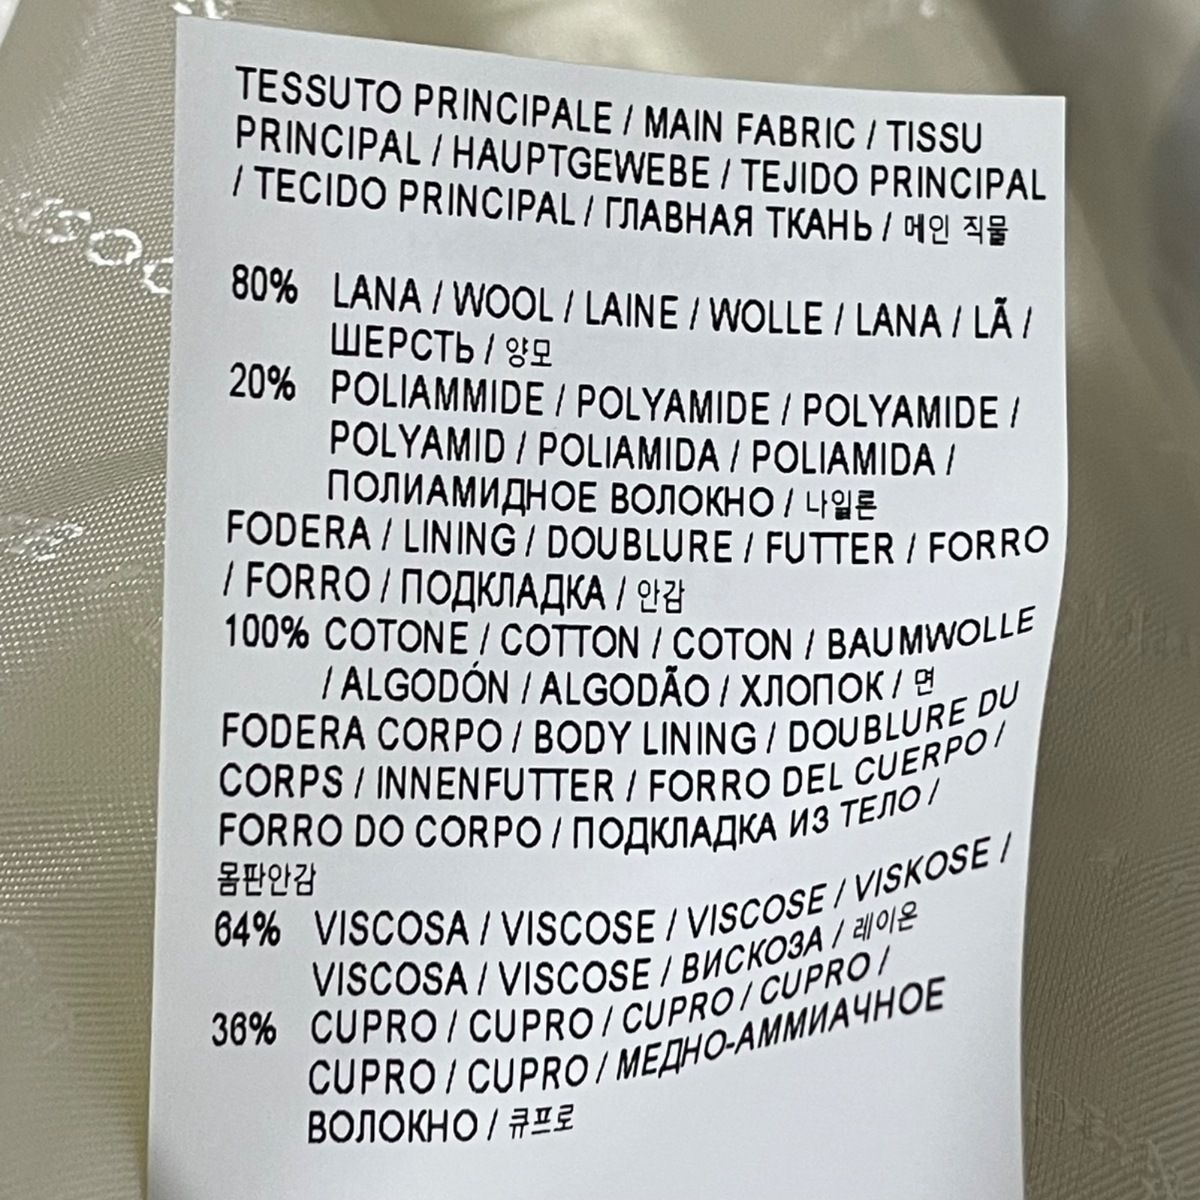 TESSUTO PRINCIPALE / MAIN FABRIC / TISSU
PRINCIPAL / HAUPTGEWEBE / TEJIDO PRINCIPAL
/ TECIDO PRINCIPAL / ГЛАВНАЯ ТКАНЬ / 메인 직물
80% LANA / WOOL / LAINE / WOLLE / LANA / LÃ /
ШЕРСТЬ / 양모
20% POLIAMMIDE / POLYAMIDE / POLYAMIDE /
POLYAMID / POLIAMIDA / POLIAMIDA /
ПОЛИАМИДНОЕ ВОЛОКНО / 나일론
FODERA / LINING / DOUBLURE / FUTTER / FORRO
/ FORRO / ПОДКЛАДКА / 안감
100% COTONE / COTTON / COTON / BAUMWOLLE
/ ALGODÓN / ALGODÃO / ХЛОПОК / 면
FODERA CORPO / BODY LINING / DOUBLURE DU
CORPS / INNENFUTTER / FORRO DEL CUERPO /
FORRO DO CORPO / ПОДКЛАДКА ИЗ ТЕЛО /
몸판안감
64% VISCOSA / VISCOSE / VISCOSE / VISKOSE /
VISCOSA / VISCOSE / ВИСКОЗА / 레이온
36% CUPRO / CUPRO / CUPRO / CUPRO /
CUPRO / CUPRO / МЕДНО-АММИАЧНОЕ
ВОЛОКНО / 큐프로